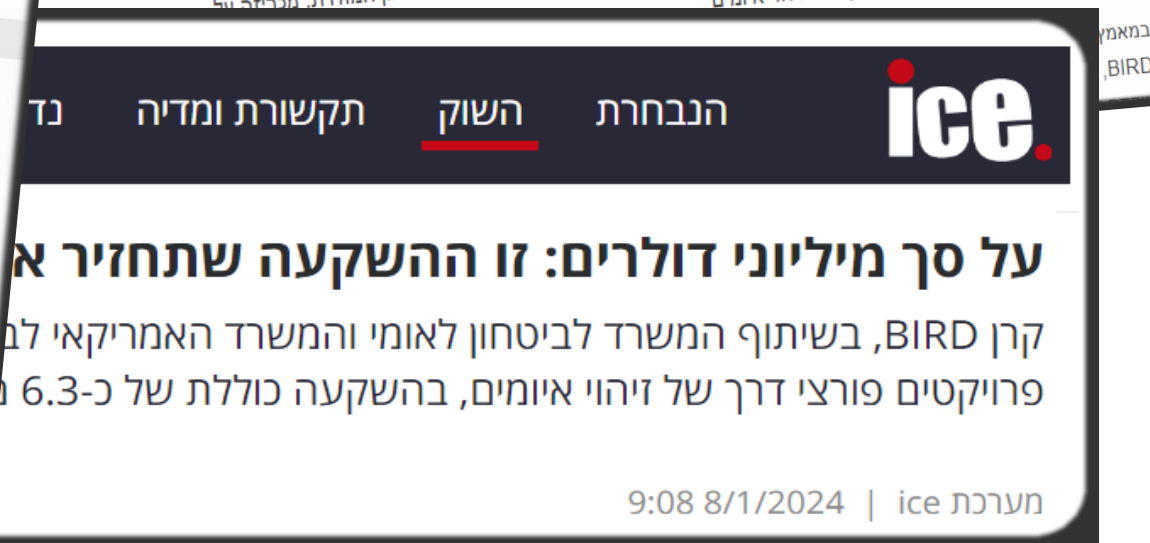 במאמץ
BIRD,
ice.
הנבחרת השוק תקשורת ומדיה נד
על סך מיליוני דולרים: זו ההשקעה שתחזיר א
קרן BIRD, בשיתוף המשרד לביטחון לאומי והמשרד האמריקאי לב
פרויקטים פורצי דרך של זיהוי איומים, בהשקעה כוללת של כ-6.3
מערכת ice | 8/1/2024 9:08